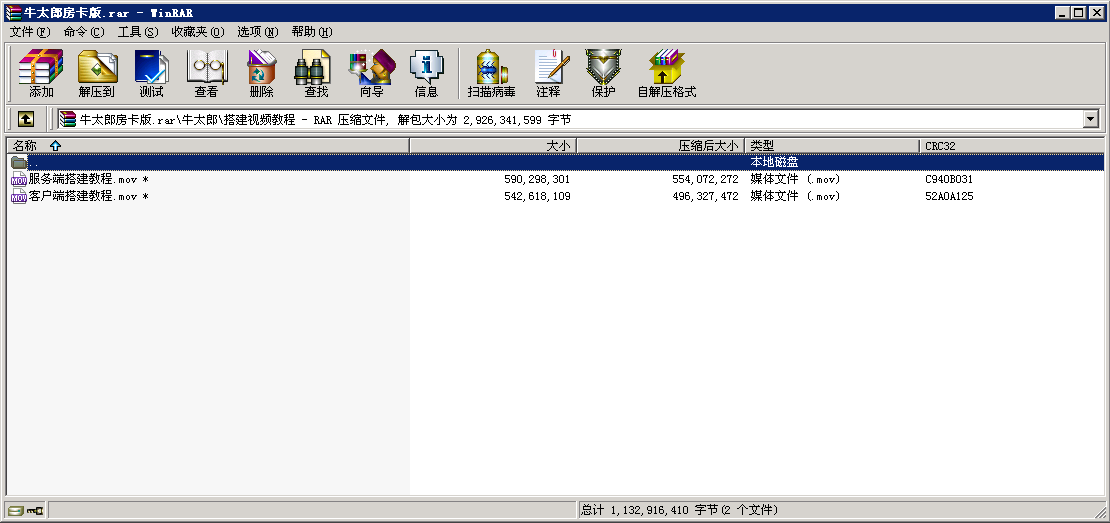 牛太郎房卡版.rar - WinRAR
文件(F) 命令(C) 工具(S) 收藏夹(O) 选项(N) 帮助(H)
添加 解压到 测试 查看 删除 查找 向导 信息 扫描病毒 注释 保护 自解压格式
牛太郎房卡版.rar\牛太郎\搭建视频教程 - RAR 压缩文件, 解包大小为 2,926,341,599 字节
名称 大小 压缩后大小 类型 CRC32
.. 本地磁盘
服务端搭建教程.mov * 590,298,301 554,072,272 媒体文件 (.mov) C940B031
客户端搭建教程.mov * 542,618,109 496,327,472 媒体文件 (.mov) 52A0A125
总计 1,132,916,410 字节(2 个文件)